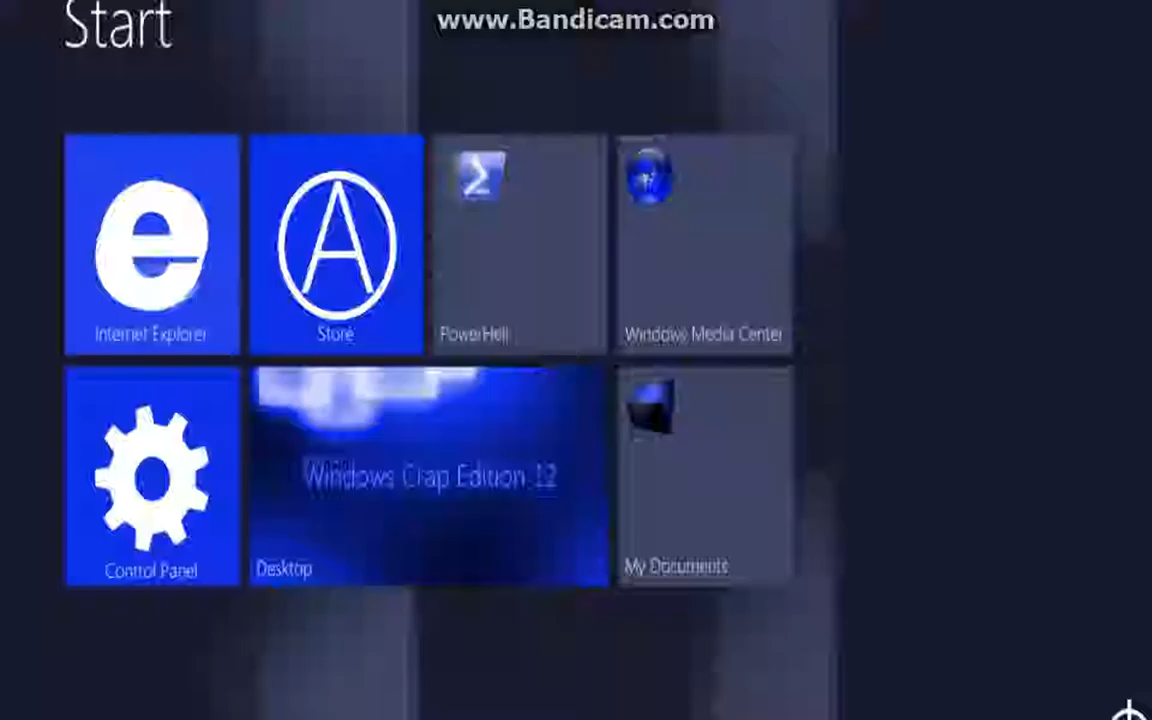 Start
www.Bandicam.com
Internet Explorer
Store
PowerHell
Windows Media Center
Control Panel
Windows Crap Edition 12
Desktop
My Documents